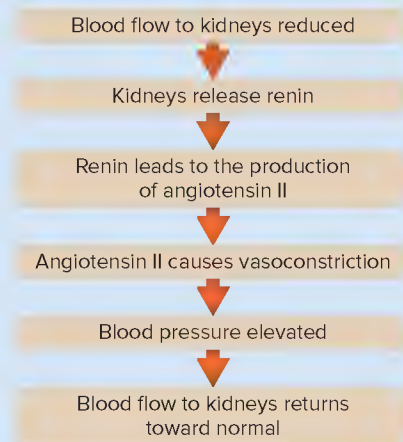 Blood flow to kidneys reduced
Kidneys release renin
Renin leads to the production
of angiotensin II
Angiotensin II causes vasoconstriction
Blood pressure elevated
Blood flow to kidneys returns
toward normal